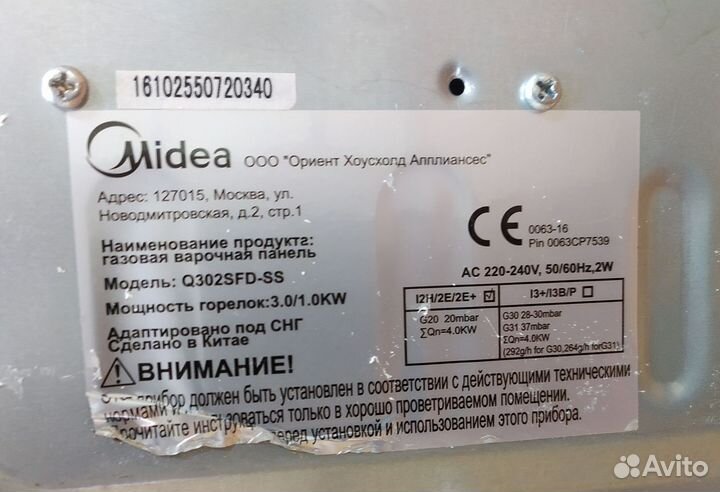 16102550720340
Midea ООО "Ориент Хоусхолд Апплиансес"
Адрес: 127015, Москва, ул.
Новодмитровская, д.2, стр.1
CE 0063-16
Pin 0063CP7539
Наименование продукта:
газовая варочная панель
Модель: Q302SFD-SS
Мощность горелок:3.0/1.0KW
Адаптировано под СНГ
Сделано в Китае
AC 220-240V, 50/60Hz,2W
I2H/2E/2E+ ☑ I3+/I3B/P ☐
G20 20mbar
∑Qn=4.0KW
G30 28-30mbar
G31 37mbar
∑Qn=4.0KW
(292g/h for G30,264g/h forG31)
ВНИМАНИЕ!
прибор должен быть установлен в соответствии с действующими техническими
нормами и использоваться только в хорошо проветриваемом помещении.
Прочитайте перед установкой и использованием этого прибора.
Avito